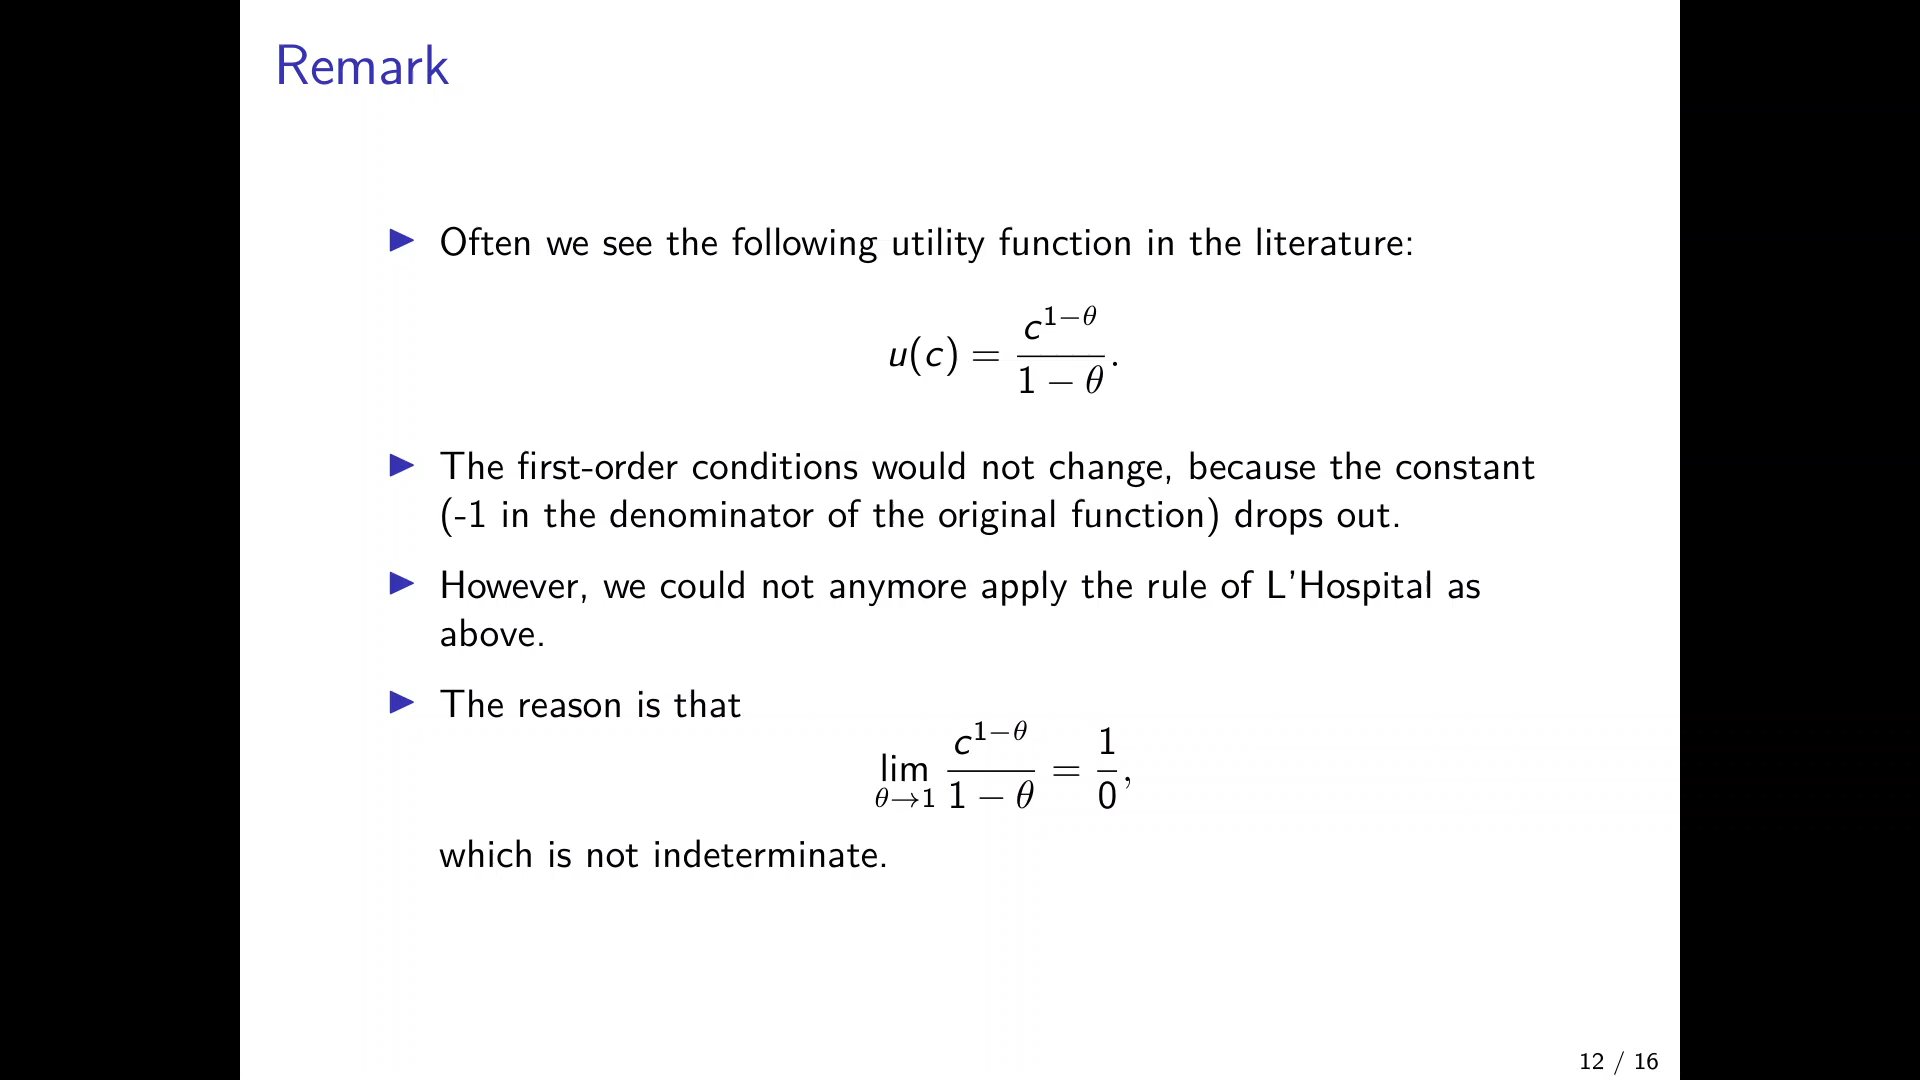 Remark
▶ Often we see the following utility function in the literature:
u(c) = \frac{c^{1−θ}}{1 − θ}.
▶ The first-order conditions would not change, because the constant
(-1 in the denominator of the original function) drops out.
▶ However, we could not anymore apply the rule of L’Hospital as
above.
▶ The reason is that
\lim_{θ→1} \frac{c^{1−θ}}{1 − θ} = \frac{1}{0},
which is not indeterminate.
12 / 16